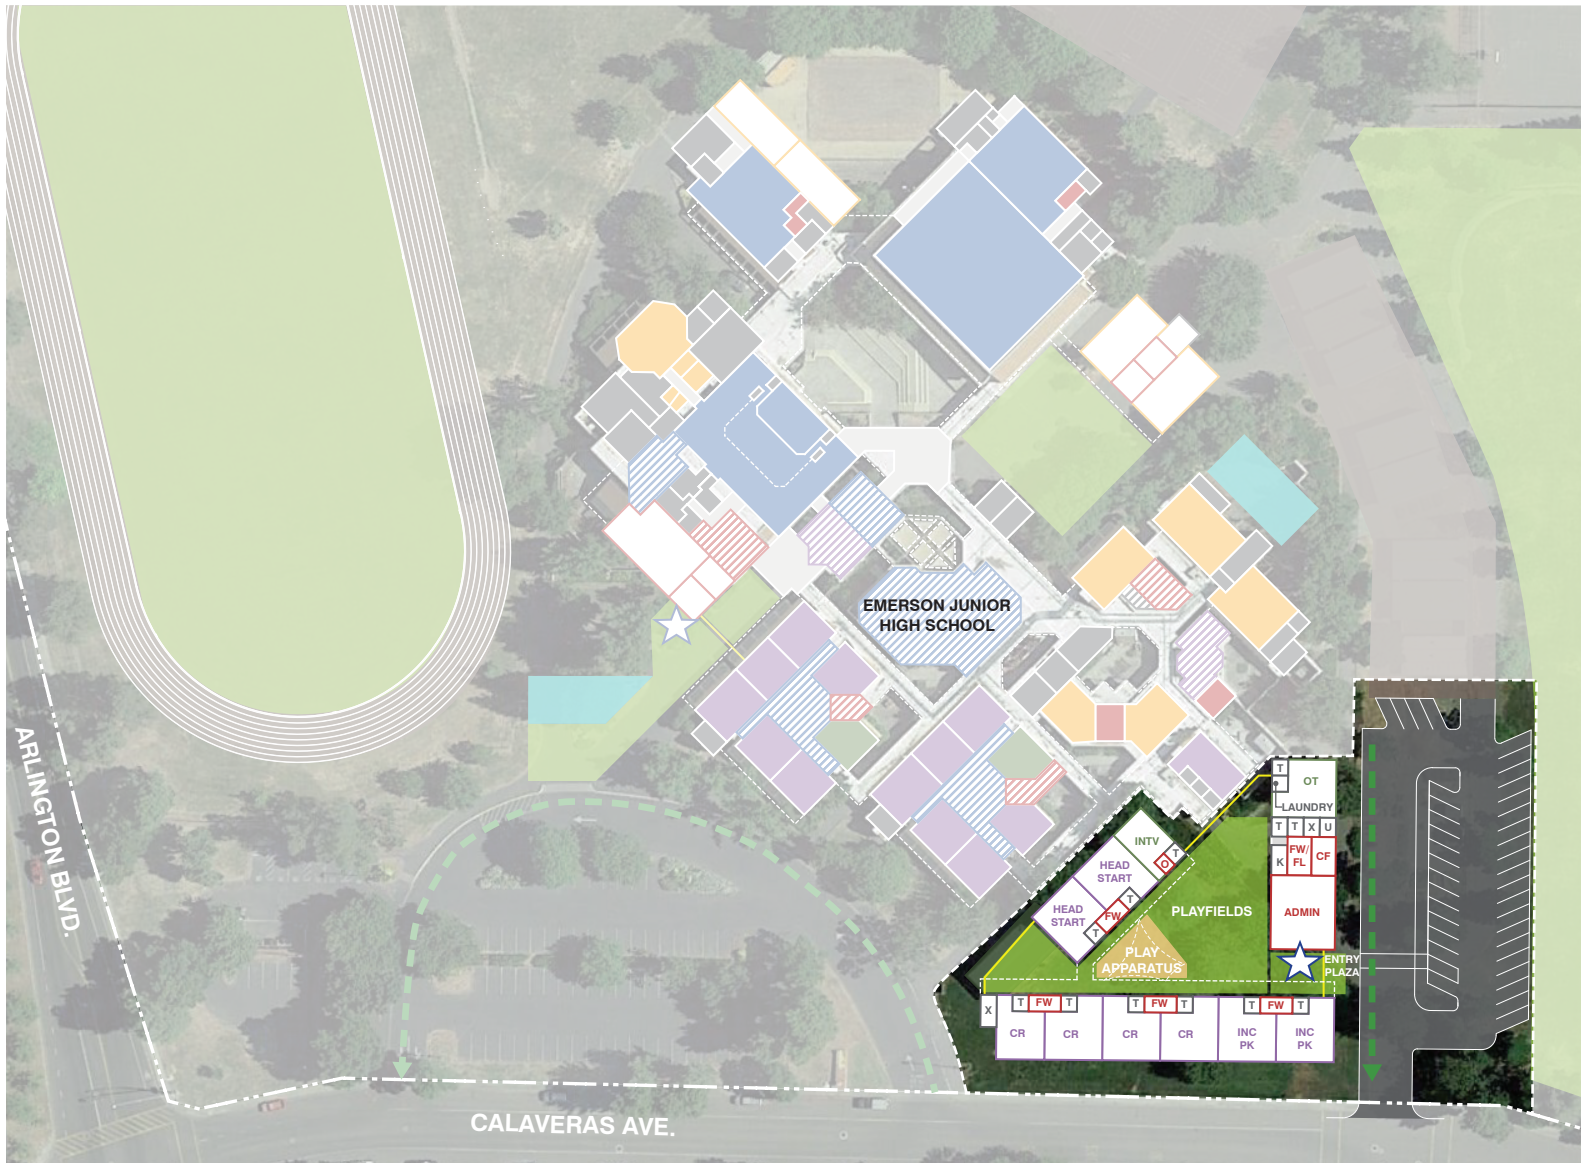 EMERSON JUNIOR
HIGH SCHOOL
ARLINGTON BLVD.
CALAVERAS AVE.
T
OT
LAUNDRY
T
T
X
U
K
FW/
FL
CF
ADMIN
ENTRY
PLAZA
INTV
T
O
HEAD
START
T
FW
T
HEAD
START
PLAYFIELDS
PLAY
APPARATUS
X
T
FW
T
T
FW
T
T
FW
T
CR
CR
CR
CR
INC
PK
INC
PK